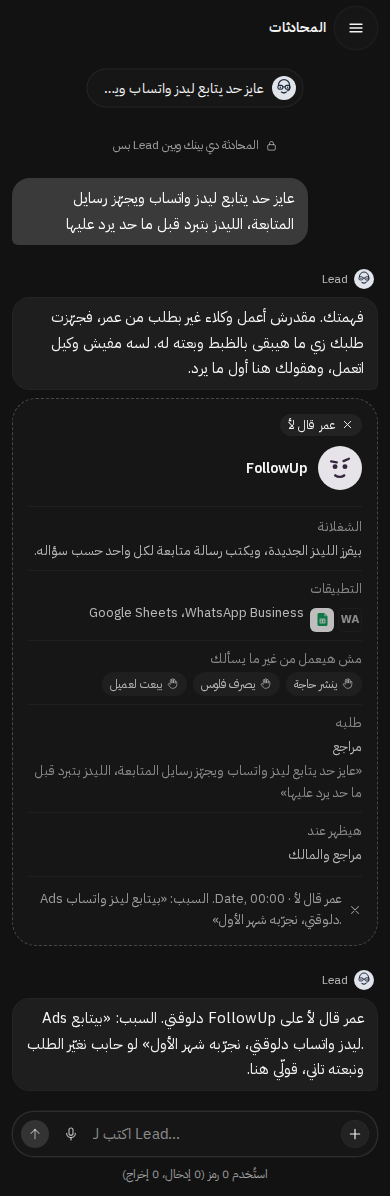 المحادثات
عايز حد يتابع ليدز واتساب ويـ...
المحادثة دي بينك وبين Lead بس
عايز حد يتابع ليدز واتساب ويجهّز رسايل
المتابعة، الليدز بتبرد قبل ما حد يرد عليها
Lead
فهمتك. مقدرش أعمل وكلاء غير بطلب من عمر، فجهّزت
طلبك زي ما هيبقى بالظبط وبعته له. لسه مفيش وكيل
اتعمل، وهقولك هنا أول ما يرد.
عمر قال لأ
FollowUp
الشغلانة
بيفرز الليدز الجديدة، ويكتب رسالة متابعة لكل واحد حسب سؤاله.
التطبيقات
WA Google Sheets ،WhatsApp Business
مش هيعمل من غير ما يسألك
ينشر حاجة يصرف فلوس يبعت لعميل
طلبه
مراجع
«عايز حد يتابع ليدز واتساب ويجهّز رسايل المتابعة، الليدز بتبرد قبل
ما حد يرد عليها»
هيظهر عند
مراجع والمالك
عمر قال لأ · Date, 00:00. السبب: «بيتابع ليدز واتساب Ads
دلوقتي، نجرّبه شهر الأول».
Lead
عمر قال لأ على FollowUp دلوقتي. السبب: «بيتابع Ads
ليدز واتساب دلوقتي، نجرّبه شهر الأول» لو حابب نغيّر الطلب.
ونبعته تاني، قولّي هنا.
اكتب لـ Lead...
استُخدم 0 رمز (0 إدخال، 0 إخراج)